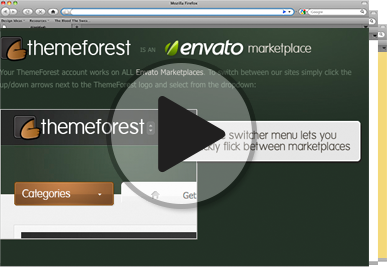 Mozilla Firefox
Google
themeforest IS AN envato marketplace
Your ThemeForest account works on ALL Envato Marketplaces. To switch between our sites simply click the
up/down arrows next to the ThemeForest logo and select from the dropdown:
themeforest
switcher menu lets you
flick between marketplaces
Categories
Get